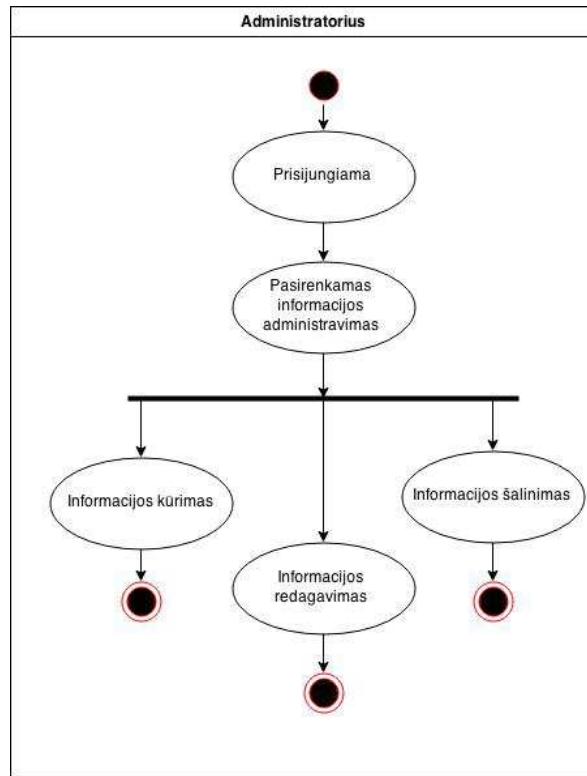 Administratorius
Prisijungiama
Pasirenkamas
informacijos
administravimas
Informacijos kūrimas
Informacijos šalinimas
Informacijos
redagavimas